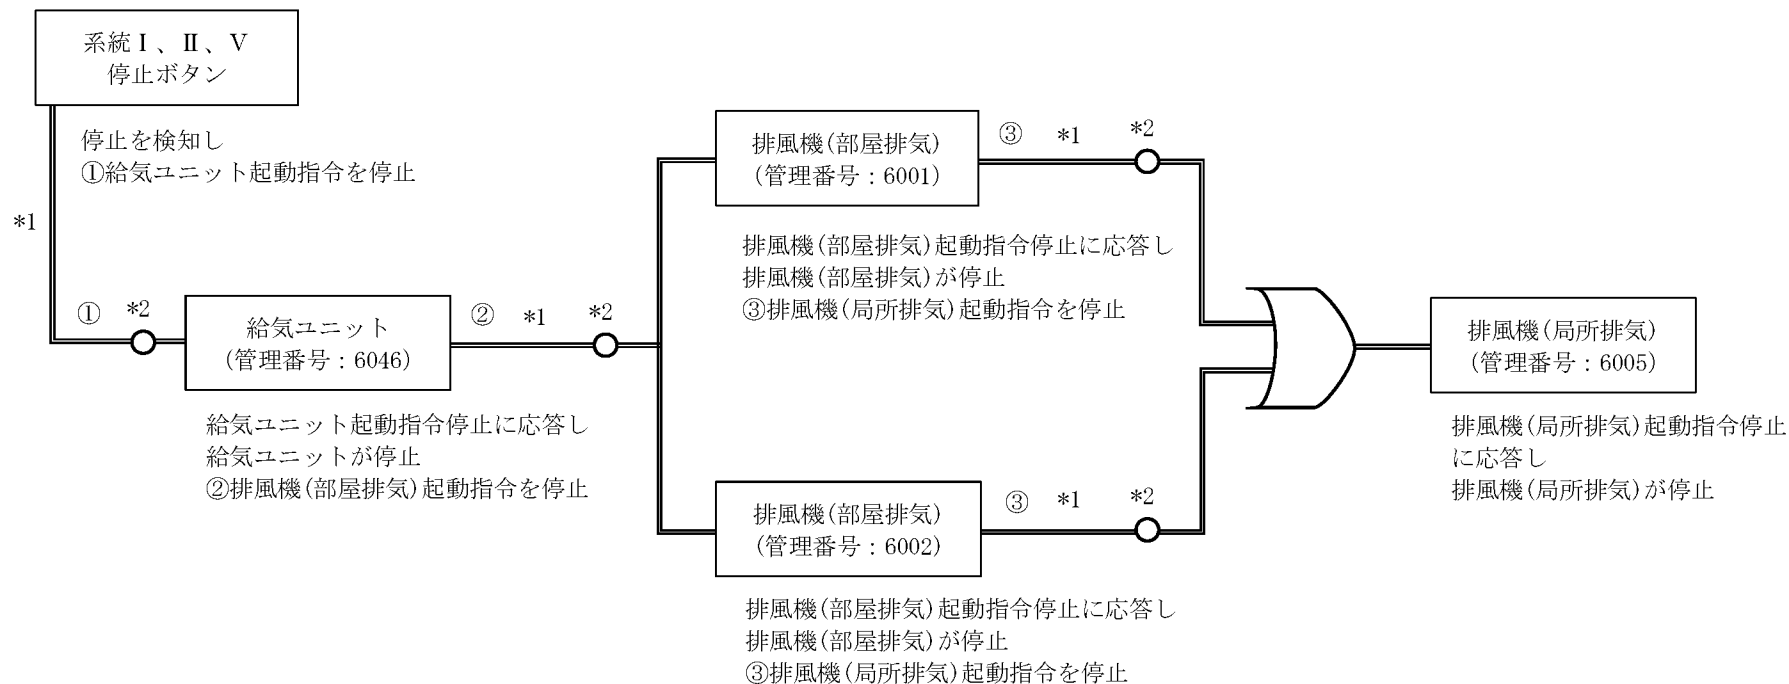 系統Ⅰ、Ⅱ、Ⅴ
停止ボタン
停止を検知し
①給気ユニット起動指令を停止
*1
① *2
給気ユニット
(管理番号：6046)
② *1 *2
給気ユニット起動指令停止に応答し
給気ユニットが停止
②排風機(部屋排気)起動指令を停止
排風機(部屋排気)
(管理番号：6001)
③ *1 *2
排風機(部屋排気)起動指令停止に応答し
排風機(部屋排気)が停止
③排風機(局所排気)起動指令を停止
排風機(部屋排気)
(管理番号：6002)
③ *1 *2
排風機(部屋排気)起動指令停止に応答し
排風機(部屋排気)が停止
③排風機(局所排気)起動指令を停止
排風機(局所排気)
(管理番号：6005)
排風機(局所排気)起動指令停止
に応答し
排風機(局所排気)が停止